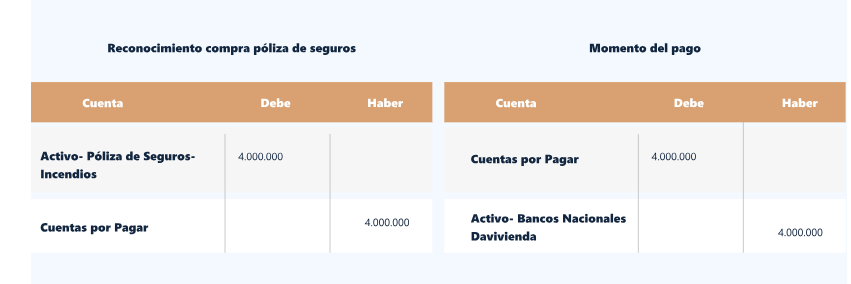 Reconocimiento compra póliza de seguros
Cuenta Debe Haber
Activo- Póliza de Seguros- 4.000.000
Incendios
Cuentas por Pagar 4.000.000
Momento del pago
Cuenta Debe Haber
Cuentas por Pagar 4.000.000
Activo- Bancos Nacionales
Davivienda 4.000.000